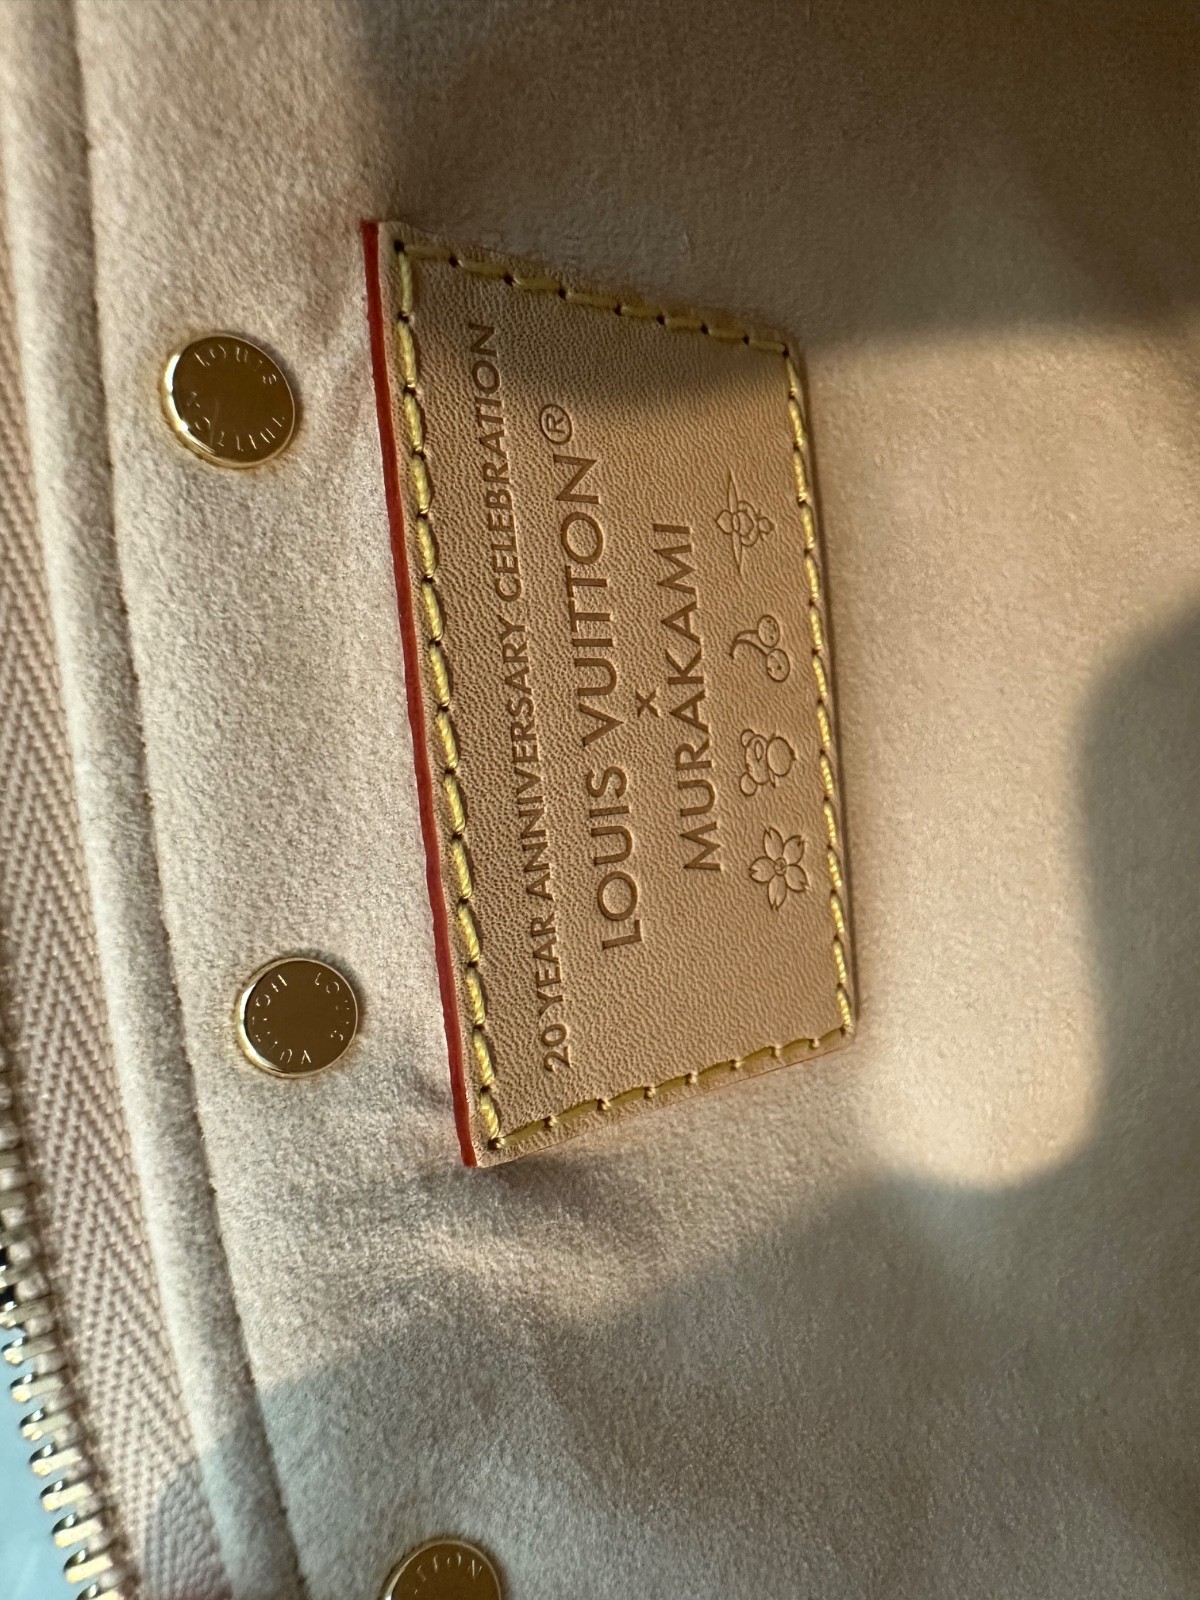 20 YEAR ANNIVERSARY CELEBRATION
LOUIS VUITTON®
x
MURAKAMI
LOUIS VUITTON
LOUIS VUITTON